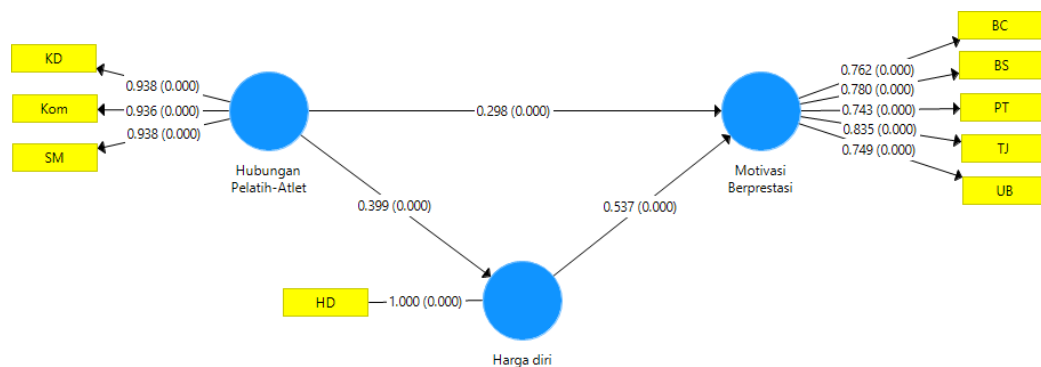 KD
Kom
SM
0.938 (0.000)
0.936 (0.000)
0.938 (0.000)
Hubungan
Pelatih-Atlet
0.298 (0.000)
0.399 (0.000)
0.537 (0.000)
HD
1.000 (0.000)
Harga diri
Motivasi
Berprestasi
0.762 (0.000)
0.780 (0.000)
0.743 (0.000)
0.835 (0.000)
0.749 (0.000)
BC
BS
PT
TJ
UB